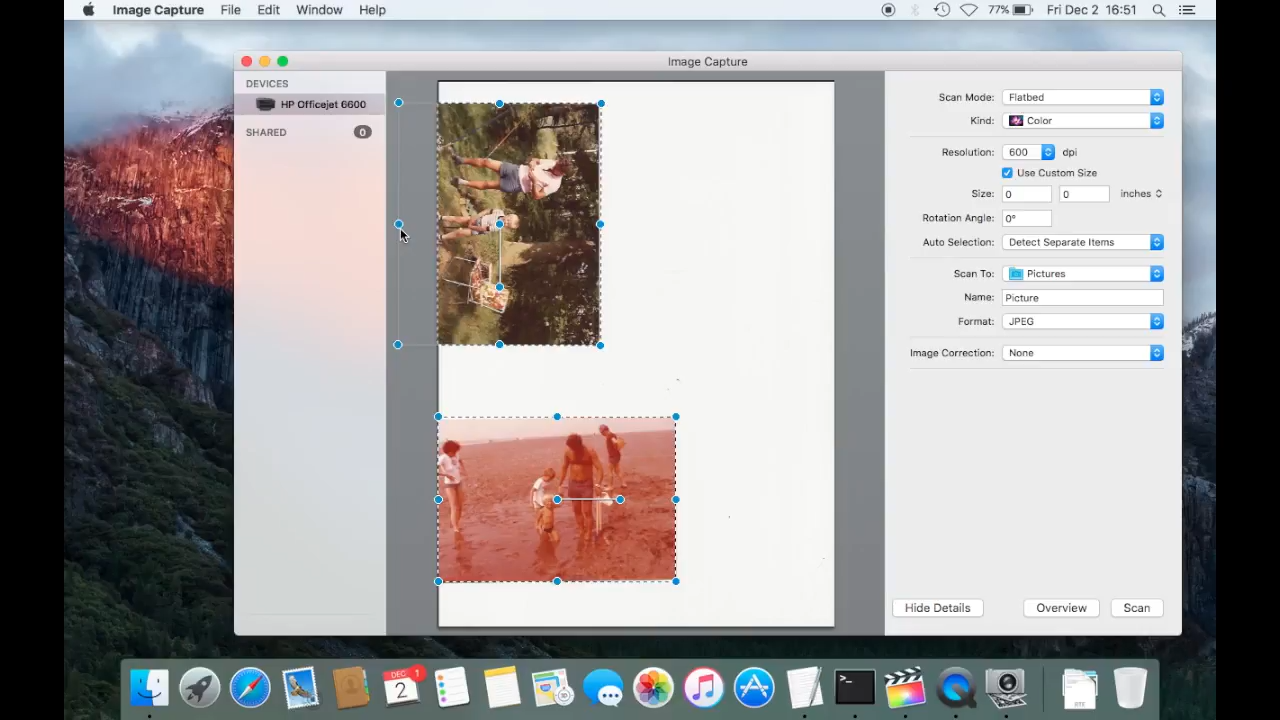 Image Capture File Edit Window Help 77% Fri Dec 2 16:51
Image Capture
DEVICES
HP Officejet 6600
SHARED 0
Scan Mode: Flatbed
Kind: Color
Resolution: 600 dpi
Use Custom Size
Size: 0 0 inches
Rotation Angle: 0°
Auto Selection: Detect Separate Items
Scan To: Pictures
Name: Picture
Format: JPEG
Image Correction: None
Hide Details Overview Scan
DEC 1
2